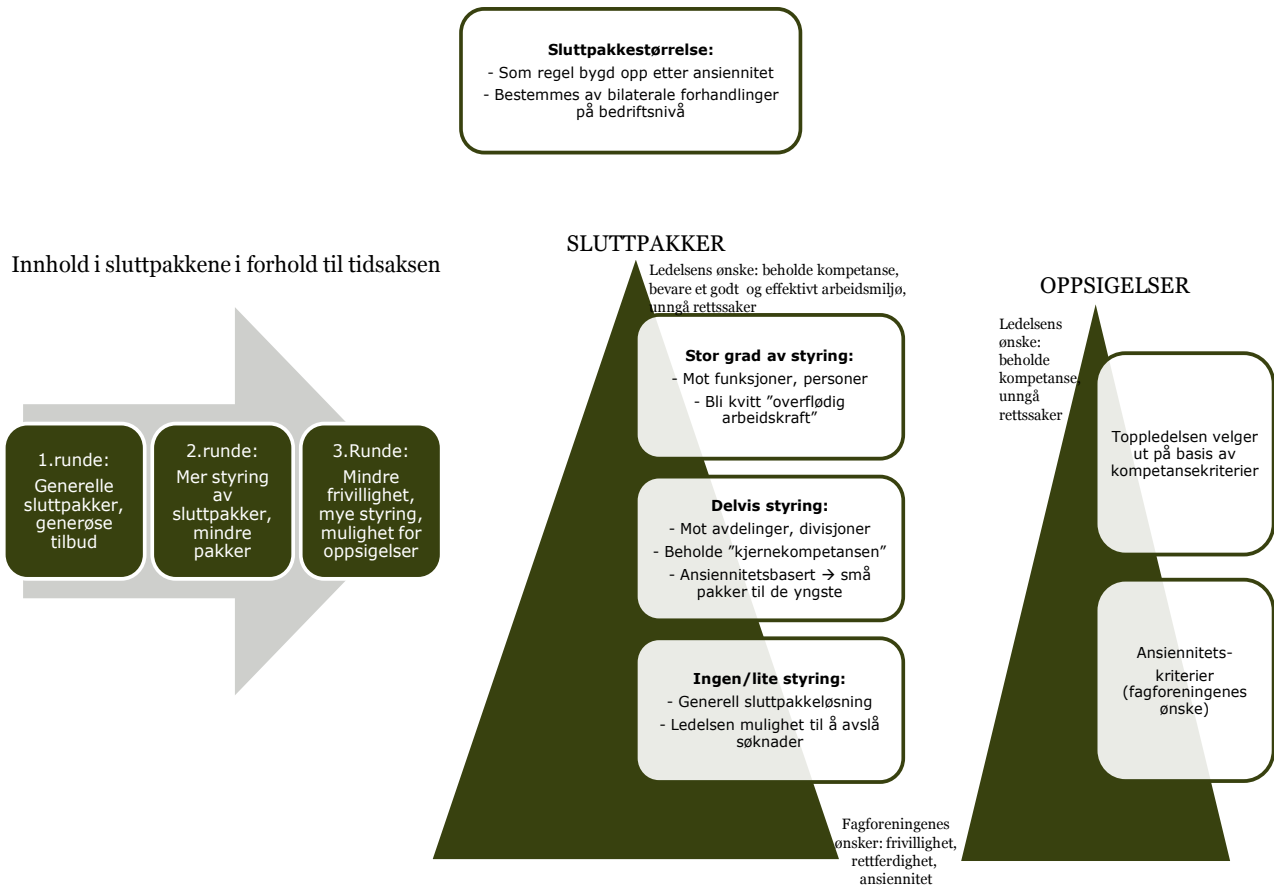 Sluttpakkestørrelse:
- Som regel bygd opp etter ansiennitet
- Bestemmes av bilaterale forhandlinger
på bedriftsnivå
Innhold i sluttpakkene i forhold til tidsaksen
1.runde:
Generelle
sluttpakker,
generøse
tilbud
2.runde:
Mer styring
av
sluttpakker,
mindre
pakker
3.Runde:
Mindre
frivillighet,
mye styring,
mulighet for
oppsigelser
SLUTTPAKKER
Ledelsens ønske: beholde kompetanse,
bevare et godt og effektivt arbeidsmiljø,
unngå rettssaker
Stor grad av styring:
- Mot funksjoner, personer
- Bli kvitt ”overflødig
arbeidskraft”
Delvis styring:
- Mot avdelinger, divisjoner
- Beholde ”kjernekompetansen”
- Ansiennitetsbasert → små
pakker til de yngste
Ingen/lite styring:
- Generell sluttpakkeløsning
- Ledelsen mulighet til å avslå
søknader
Fagforeningenes
ønsker: frivillighet,
rettferdighet,
ansiennitet
OPPSIGELSER
Ledelsens
ønske:
beholde
kompetanse,
unngå
rettssaker
Toppledelsen velger
ut på basis av
kompetansekriterier
Ansiennitets-
kriterier
(fagforeningenes
ønske)